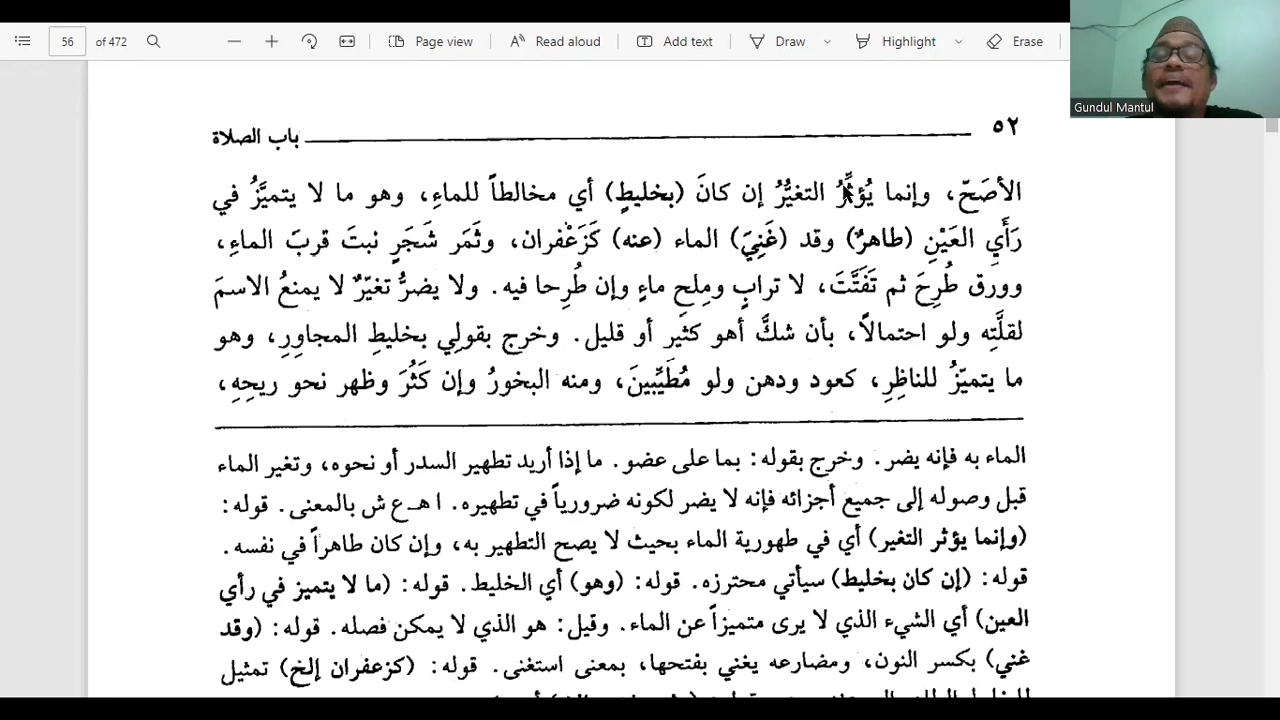 56 of 472 Page view Read aloud Add text Draw Highlight Erase
Gundul Mantul
٥٢ باب الصلاة
الأصَحّ، وإنما يُؤثِّرُ التغيُّرُ إن كانَ (بخليطٍ) أي مخالطاً للماءِ، وهو ما لا يتميَّزُ في
رَأَيِ العَيْنِ (طاهرٌ) وقد (غَنِيَ) الماء (عنه) كَزَعْفران، وثَمَر شَجَرٍ نبتَ قربَ الماءِ،
وورق طُرِحَ ثم تَفَتَّتَ، لا ترابٍ ومِلحِ ماءٍ وإن طُرِحا فيه. ولا يضرُّ تغيّرٌ لا يمنعُ الاسمَ
لقلَّتِه ولو احتمالاً، بأن شكَّ أهو كثير أو قليل. وخرج بقولِي بخليطِ المجاوِرِ، وهو
ما يتميّزُ للناظِرِ، كعود ودهن ولو مُطَيِّبينَ، ومنه البخورُ وإن كَثُرَ وظهر نحو ريحِهِ،
الماء به فإنه يضر. وخرج بقوله: بما على عضو. ما إذا أريد تطهير السدر أو نحوه، وتغير الماء
قبل وصوله إلى جميع أجزائه فإنه لا يضر لكونه ضرورياً في تطهيره. ا هـ ع ش بالمعنى. قوله:
(وإنما يؤثر التغير) أي في طهورية الماء بحيث لا يصح التطهير به، وإن كان طاهراً في نفسه.
قوله: (إن كان بخليط) سيأتي محترزه. قوله: (وهو) أي الخليط. قوله: (ما لا يتميز في رأي
العين) أي الشيء الذي لا يرى متميزاً عن الماء. وقيل: هو الذي لا يمكن فصله. قوله: (وقد
غني) بكسر النون، ومضارعه يغني بفتحها، بمعنى استغنى. قوله: (كزعفران إلخ) تمثيل